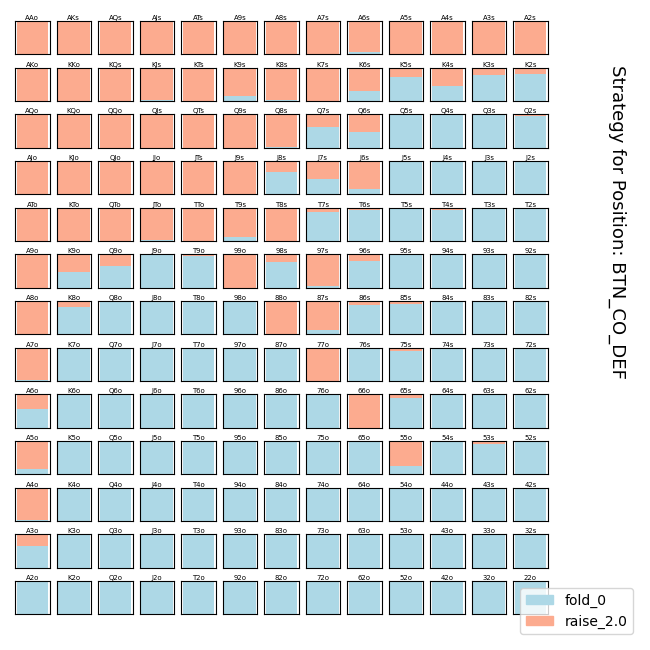 AAo AKs AQs AJs ATs A9s A8s A7s A6s A5s A4s A3s A2s
AKo KKo KQs KJs KTs K9s K8s K7s K6s K5s K4s K3s K2s
AQo KQo QQo QJs QTs Q9s Q8s Q7s Q6s Q5s Q4s Q3s Q2s
AJo KJo QJo JJo JTs J9s J8s J7s J6s J5s J4s J3s J2s
ATo KTo QTo JTo TTo T9s T8s T7s T6s T5s T4s T3s T2s
A9o K9o Q9o J9o T9o 99o 98s 97s 96s 95s 94s 93s 92s
A8o K8o Q8o J8o T8o 98o 88o 87s 86s 85s 84s 83s 82s
A7o K7o Q7o J7o T7o 97o 87o 77o 76s 75s 74s 73s 72s
A6o K6o Q6o J6o T6o 96o 86o 76o 66o 65s 64s 63s 62s
A5o K5o Q5o J5o T5o 95o 85o 75o 65o 55o 54s 53s 52s
A4o K4o Q4o J4o T4o 94o 84o 74o 64o 54o 44o 43s 42s
A3o K3o Q3o J3o T3o 93o 83o 73o 63o 53o 43o 33o 32s
A2o K2o Q2o J2o T2o 92o 82o 72o 62o 52o 42o 32o 22o
Strategy for Position: BTN_CO_DEF
fold_0
raise_2.0